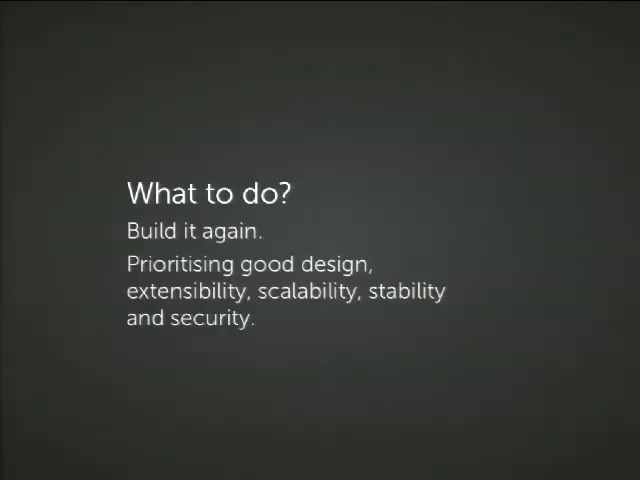 What to do?
Build it again.
Prioritising good design,
extensibility, scalability, stability
and security.